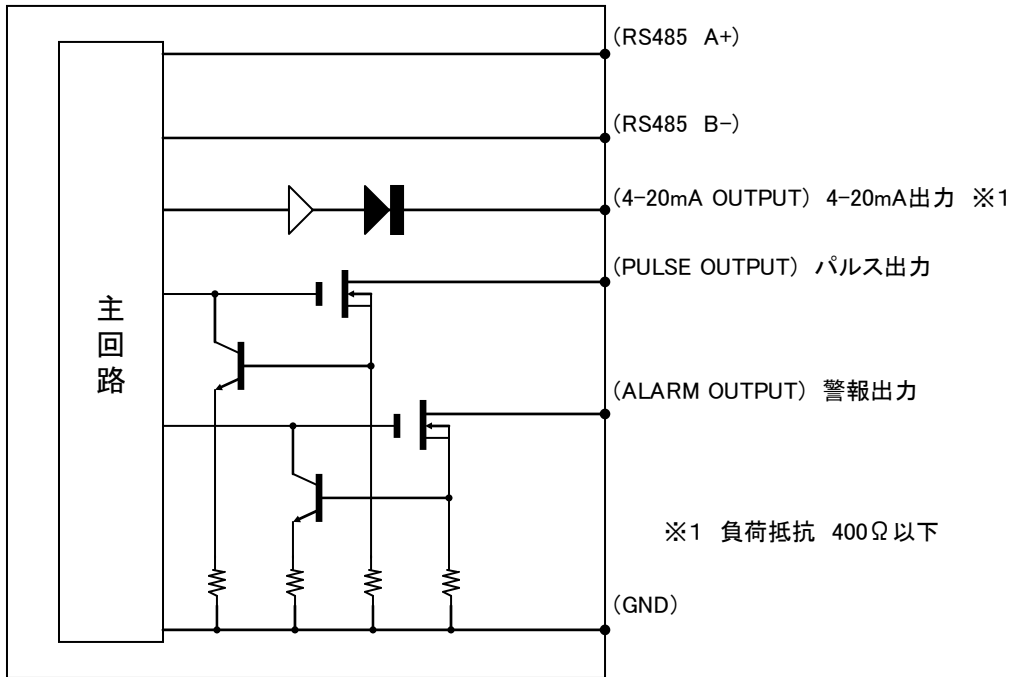 (RS485 A+)
(RS485 B-)
(4-20mA OUTPUT) 4-20mA出力 ※1
(PULSE OUTPUT) パルス出力
主回路
(ALARM OUTPUT) 警報出力
※1 負荷抵抗 400Ω以下
(GND)